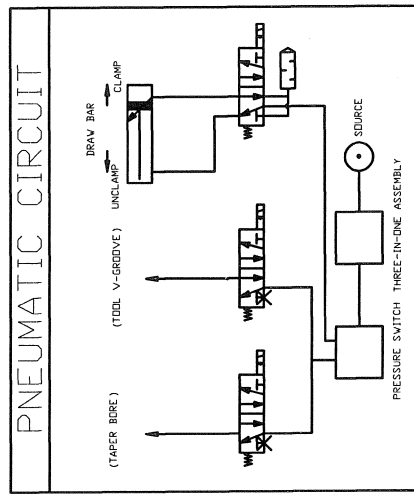 PNEUMATIC CIRCUIT
DRAW BAR
UNCLAMP
CLAMP
(TOOL V-GROOVE)
(TAPER BORE)
SOURCE
PRESSURE SWITCH THREE-IN-ONE ASSEMBLY